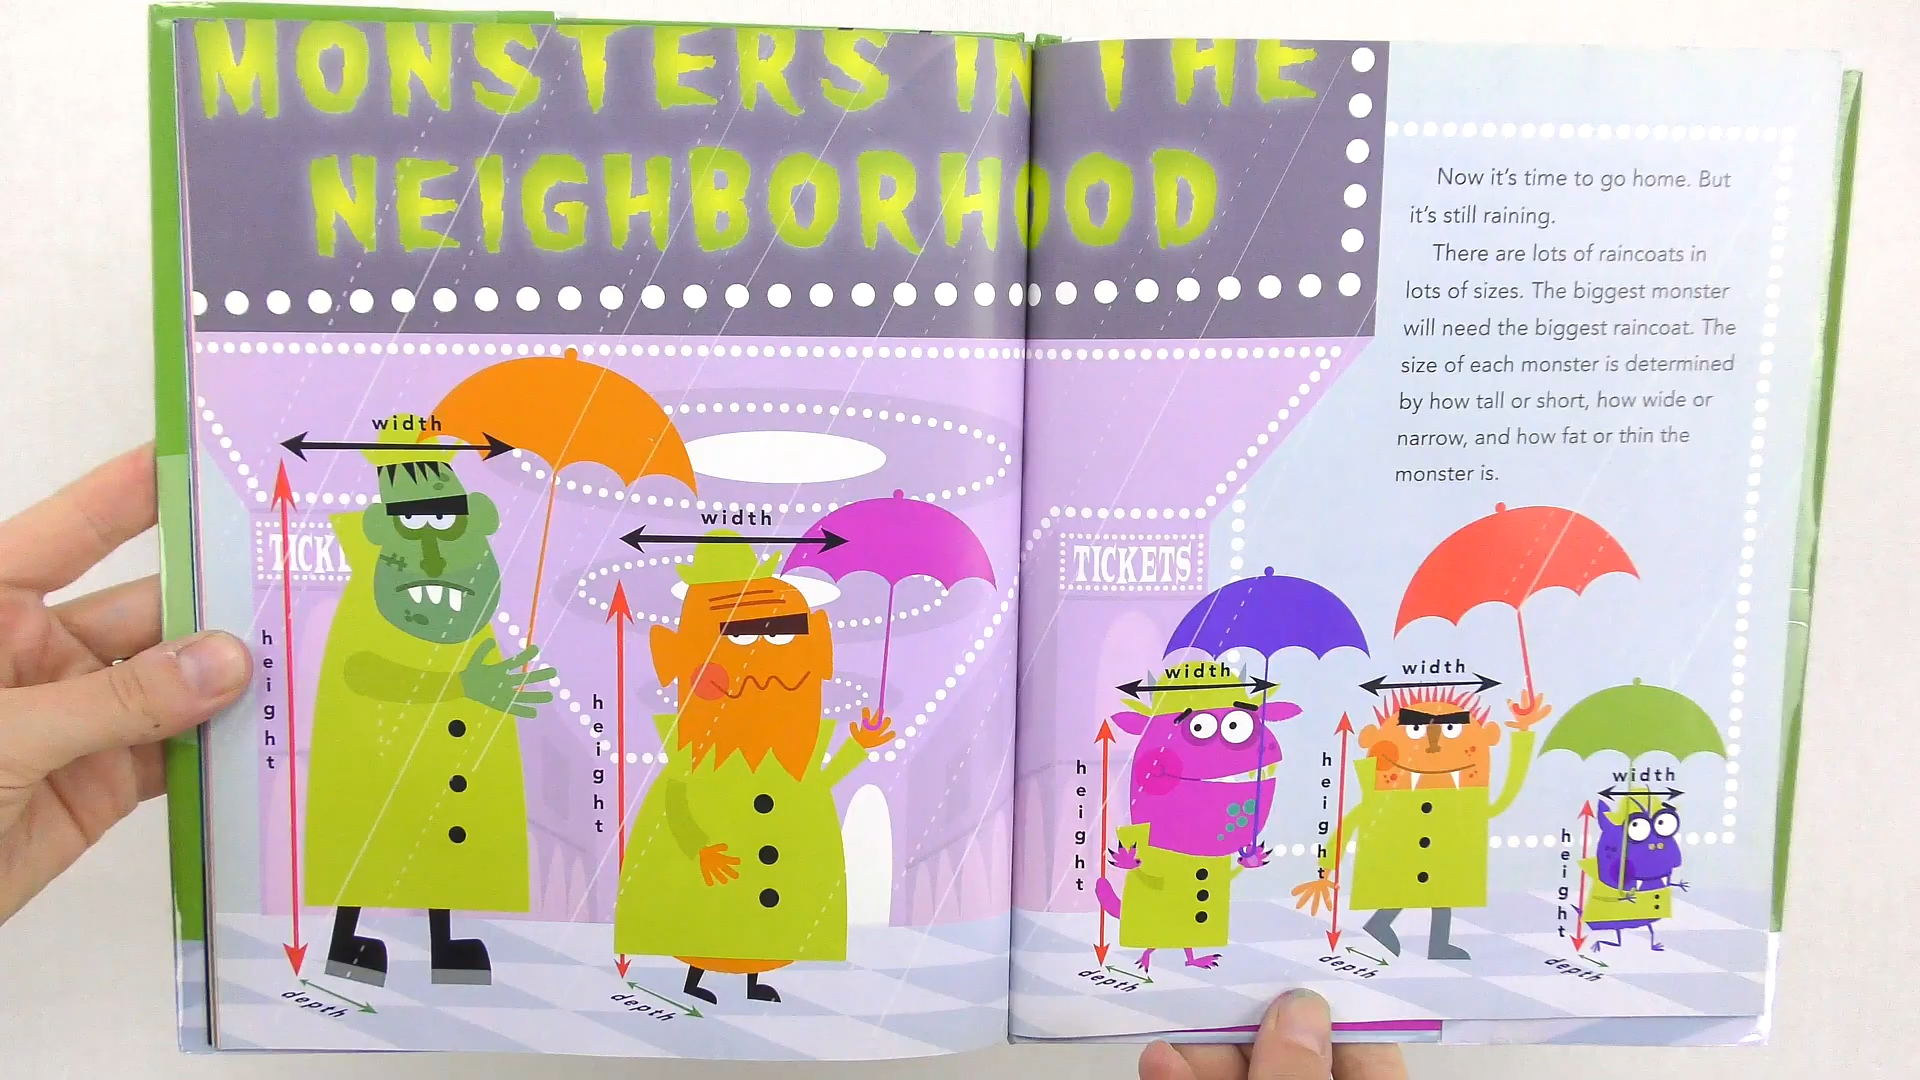 MONSTERS IN THE
NEIGHBORHOOD
Now it's time to go home. But
it's still raining.
There are lots of raincoats in
lots of sizes. The biggest monster
will need the biggest raincoat. The
size of each monster is determined
by how tall or short, how wide or
narrow, and how fat or thin the
monster is.
width
TICKE
height
depth
width
height
depth
TICKETS
width
height
depth
width
height
depth
width
height
depth